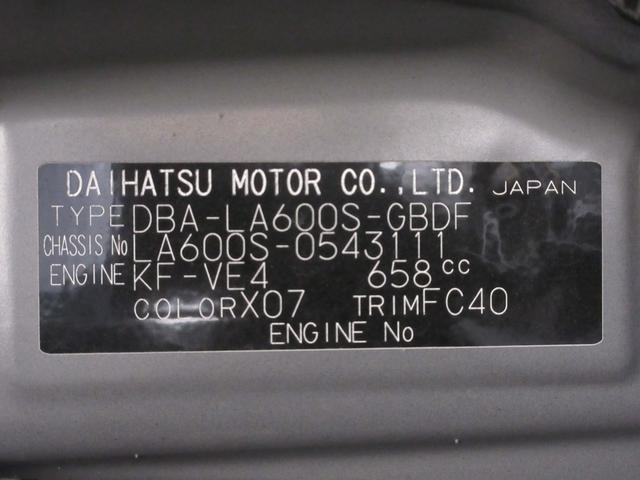 DAIHATSU MOTOR CO.,LTD. JAPAN
TYPE DBA-LA600S-GBDF
CHASSIS No LA600S-0543111
ENGINE KF-VE4 658cc
COLOR X07 TRIM FC40
ENGINE No